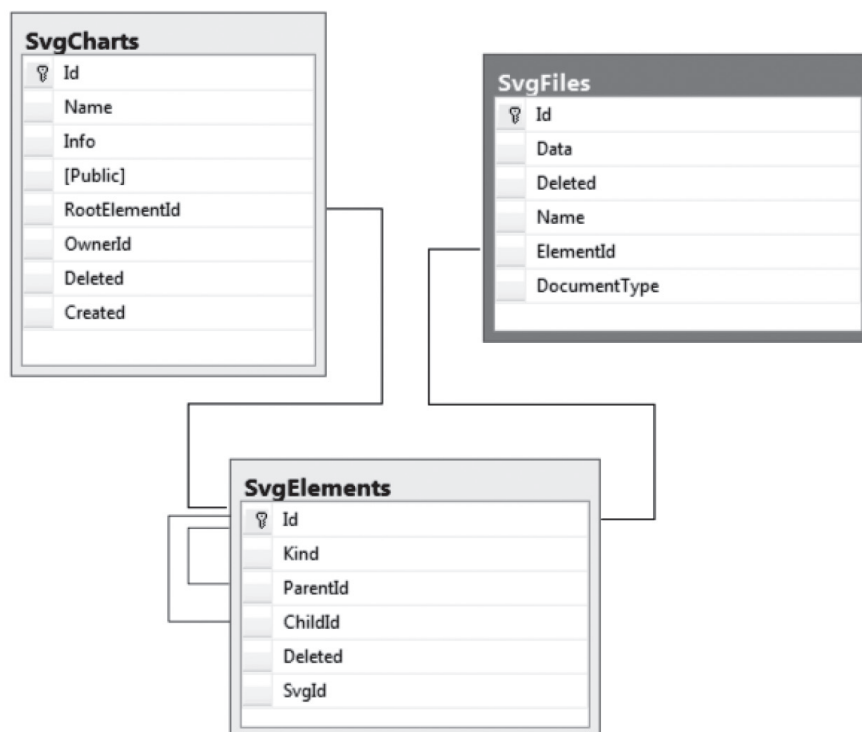 SvgCharts
Id
Name
Info
[Public]
RootElementId
OwnerId
Deleted
Created
SvgFiles
Id
Data
Deleted
Name
ElementId
DocumentType
SvgElements
Id
Kind
ParentId
ChildId
Deleted
SvgId